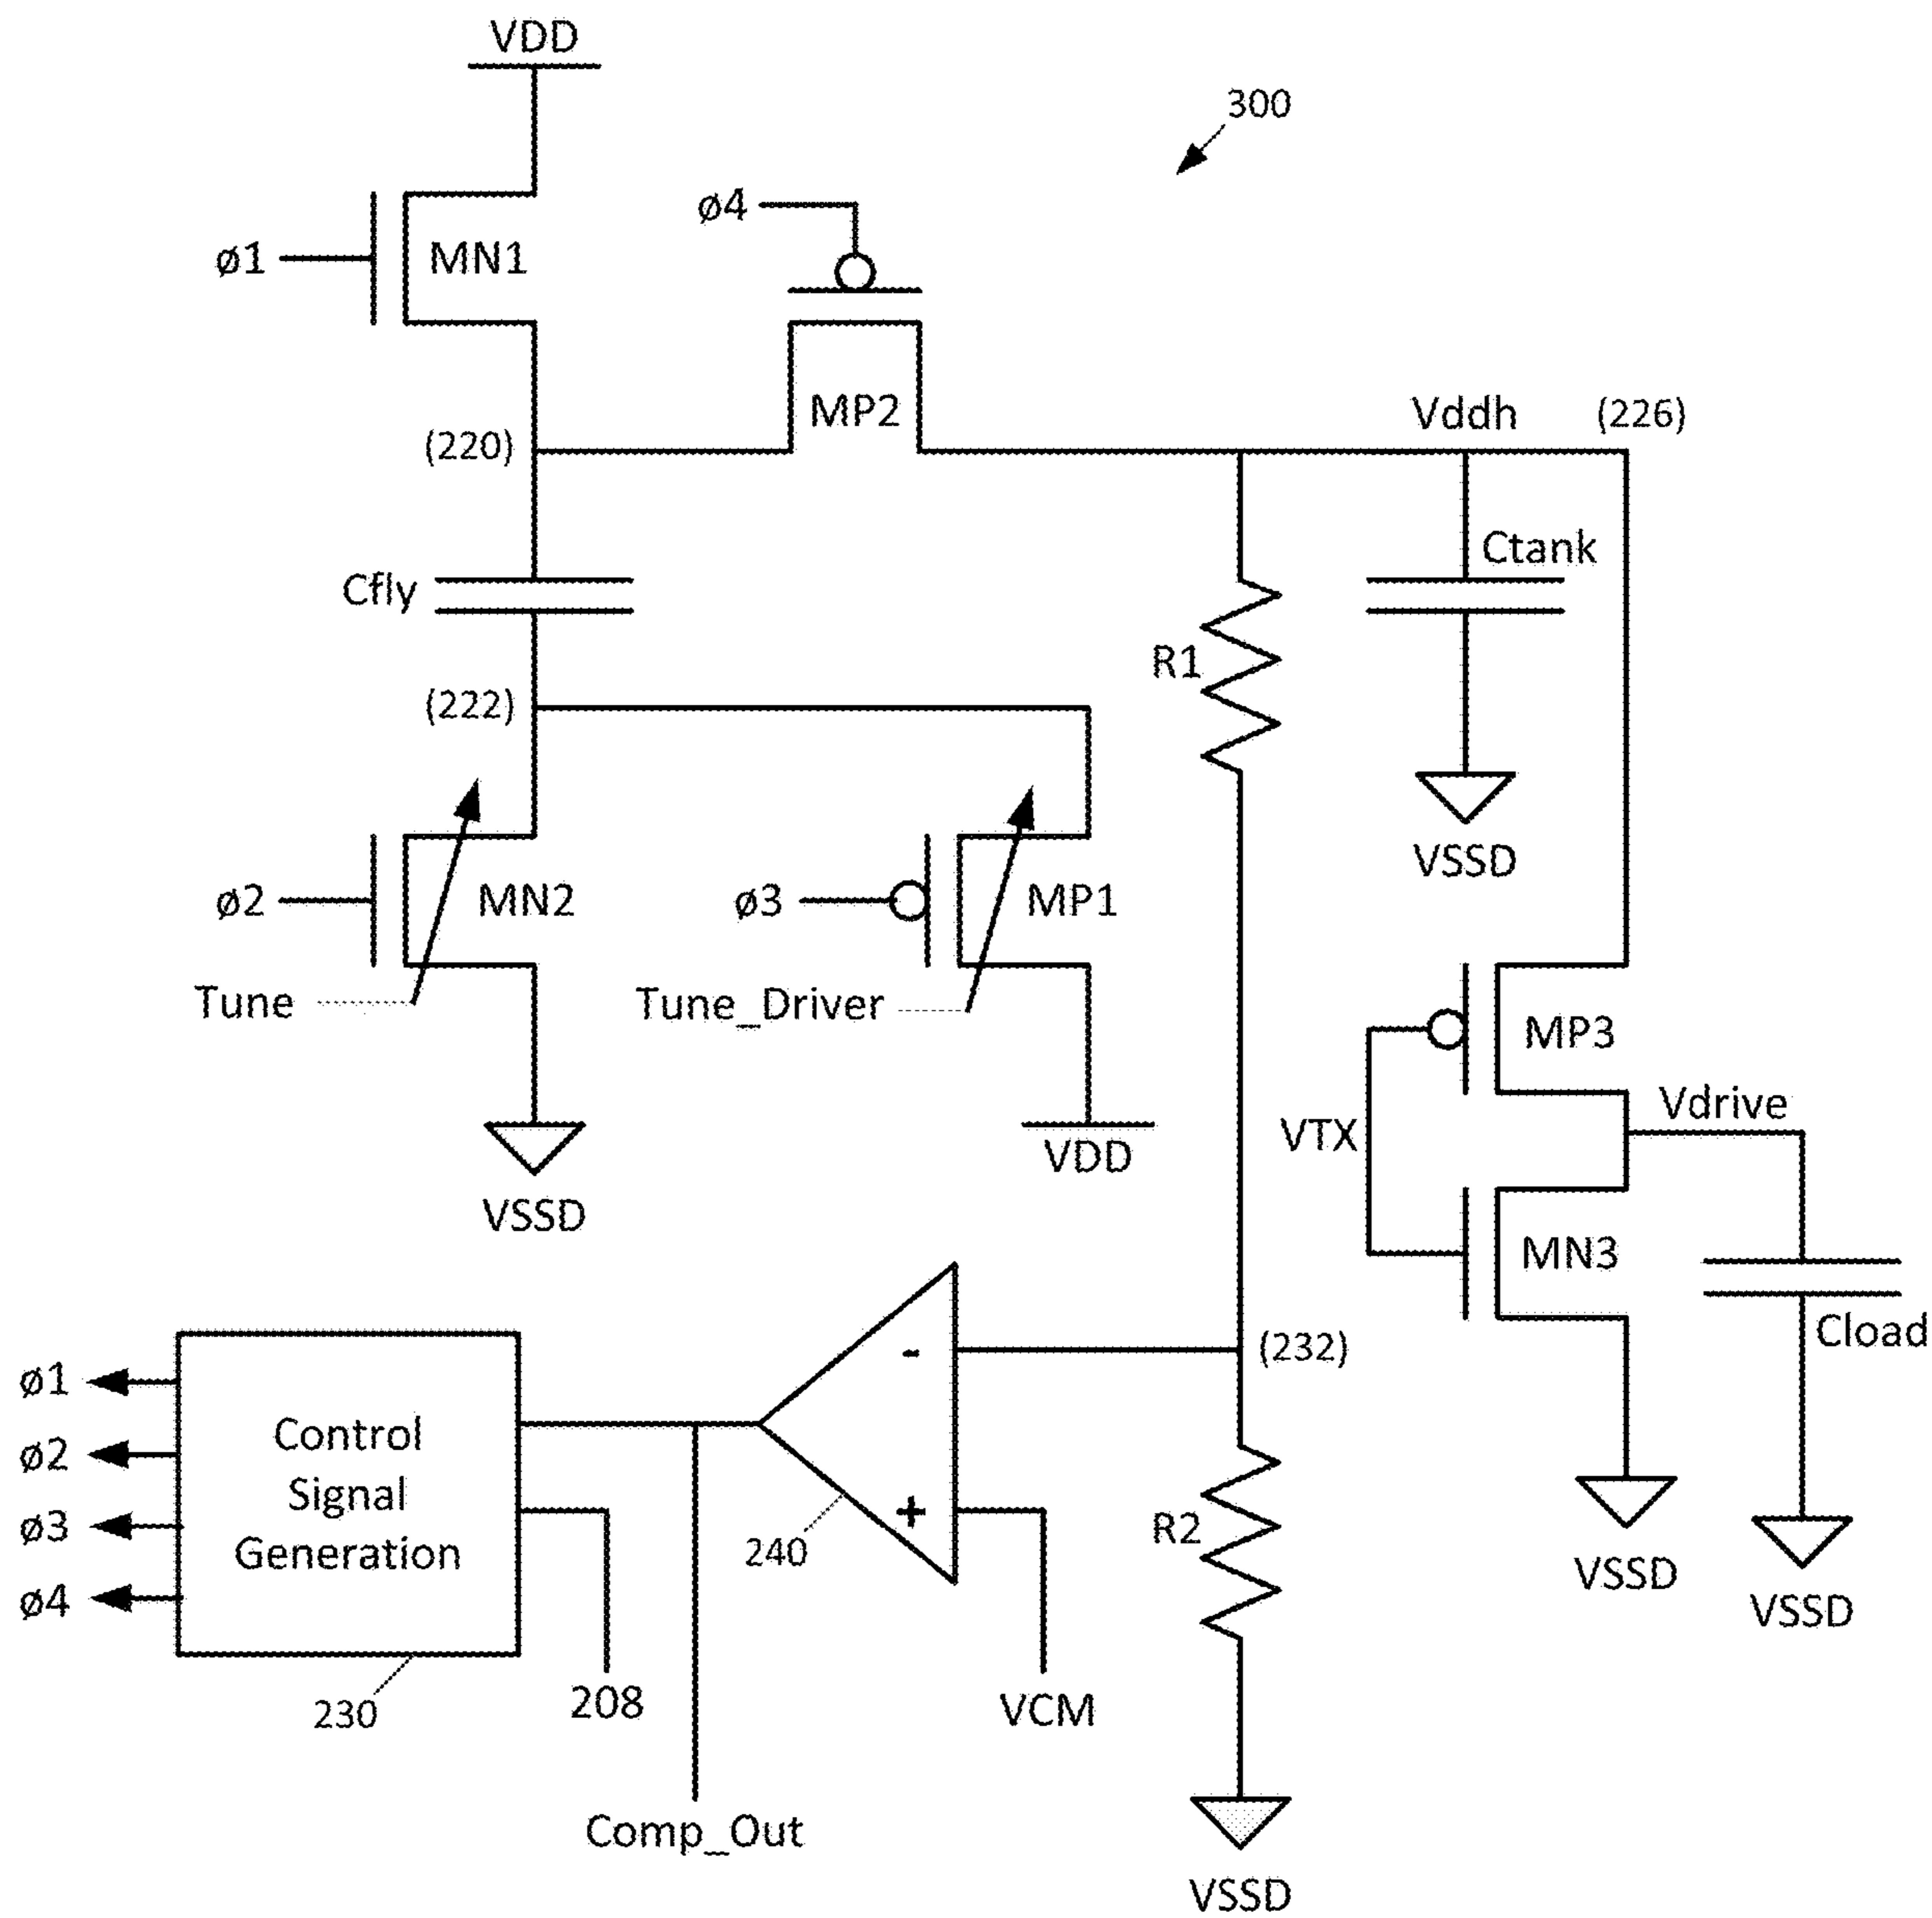 VDD
300
ø4
ø1
MN1
MP2
Vddh
(226)
(220)
Ctank
Cfly
R1
(222)
VSSD
ø2
MN2
ø3
MP1
Tune
Tune_Driver
MP3
Vdrive
VTX
VDD
VSSD
MN3
Cload
-
(232)
ø1
ø2
ø3
ø4
Control
Signal
Generation
+
240
R2
VSSD
VSSD
230
208
VCM
Comp_Out
VSSD